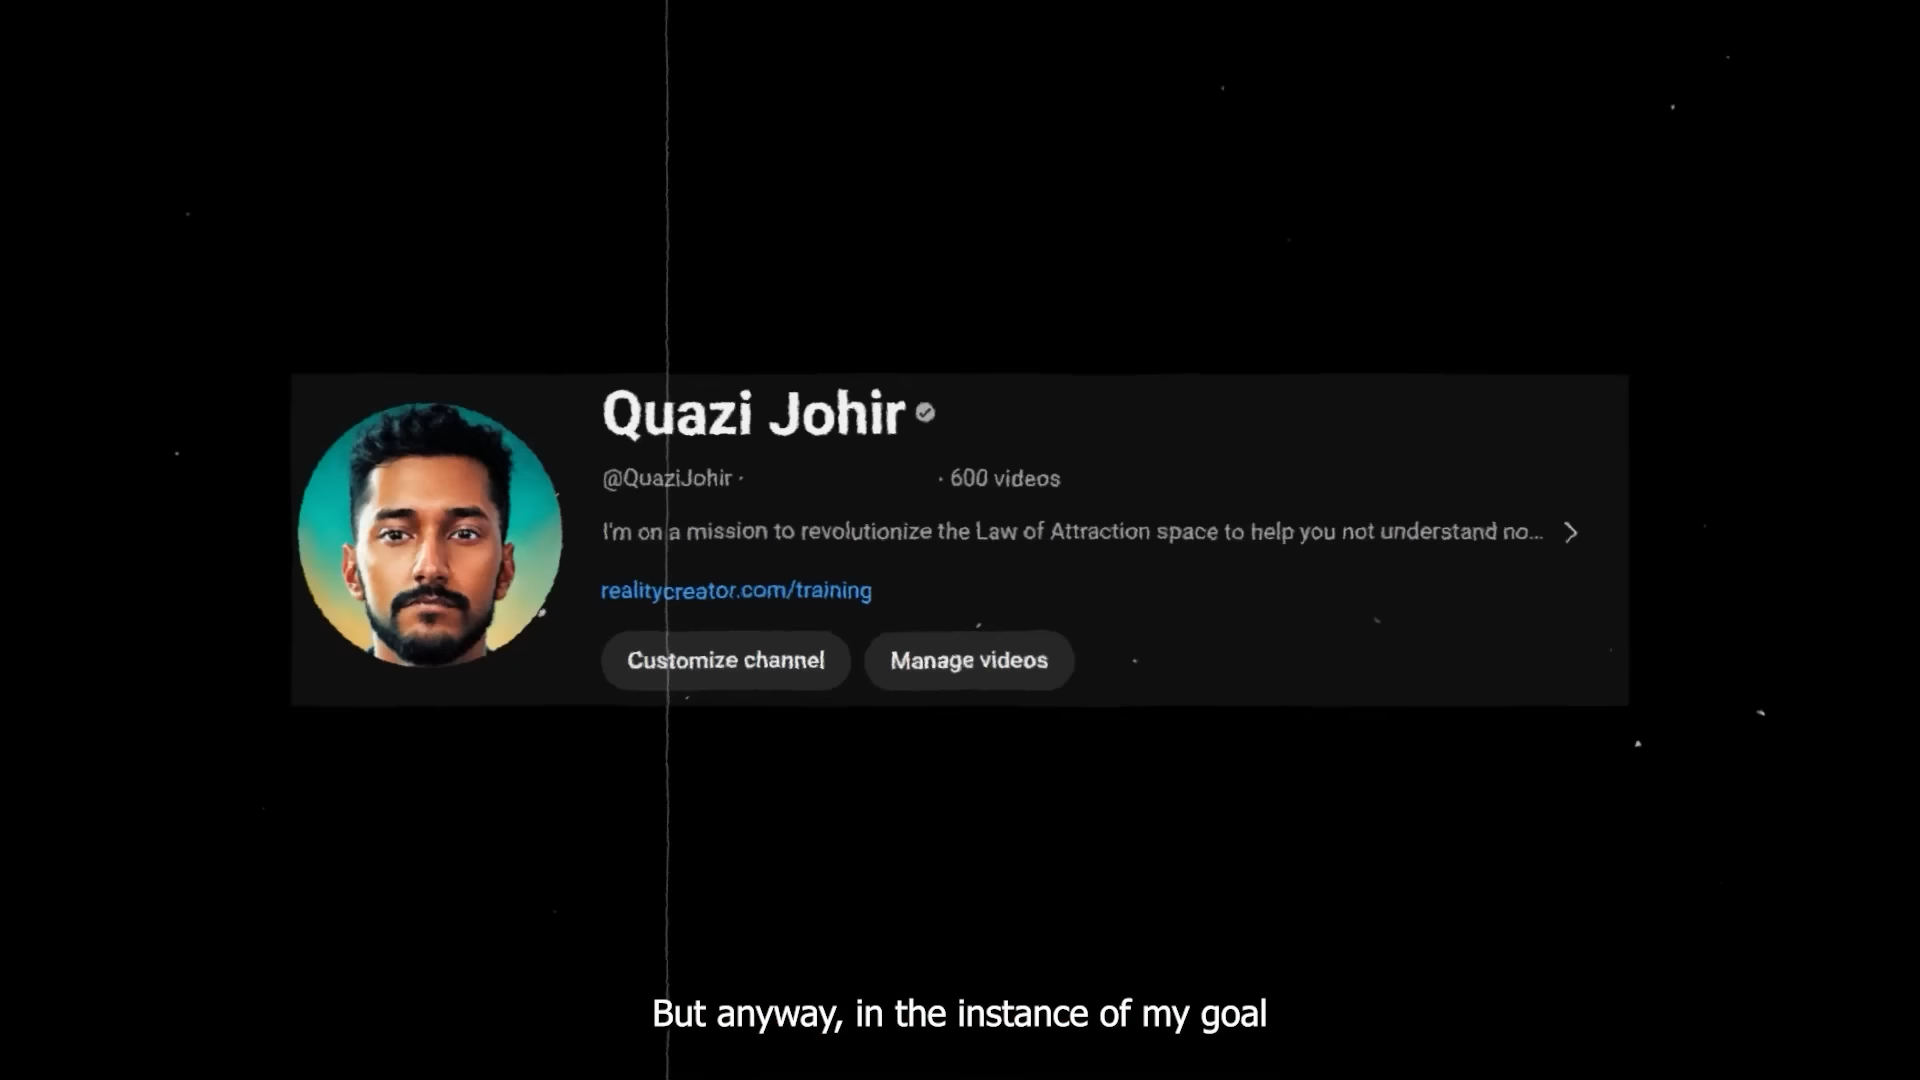 Quazi Johir
@QuaziJohir · · 600 videos
I'm on a mission to revolutionize the Law of Attraction space to help you not understand no...
realitycreator.com/training
Customize channel Manage videos
But anyway, in the instance of my goal